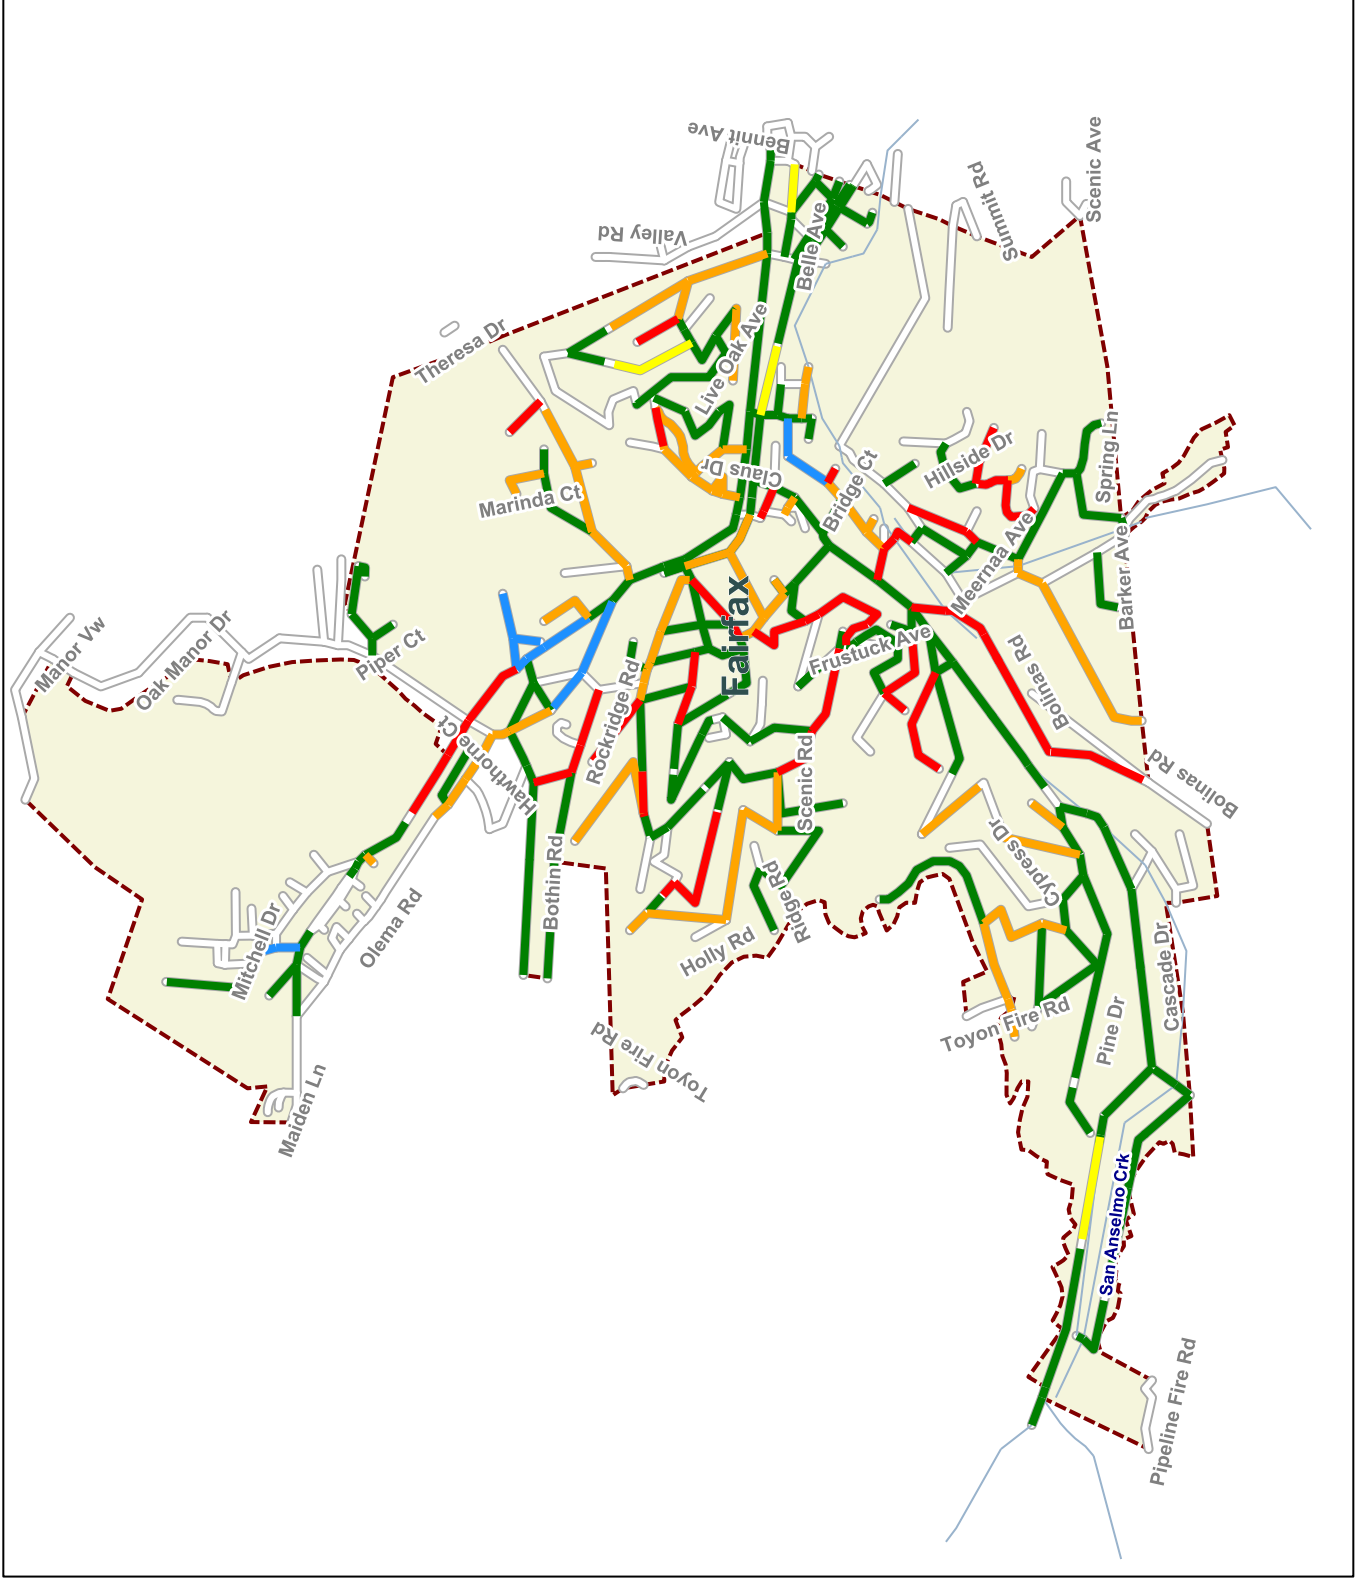 Bennit Ave
Scenic Ave
Summit Rd
Valley Rd
Belle Ave
Theresa Dr
Live Oak Ave
Claus Dr
Hillside Dr
Spring Ln
Bridge Ct
Marinda Ct
Meernaa Ave
Barker Ave
Manor Vw
Oak Manor Dr
Piper Ct
Fairfax
Frustuck Ave
Bolinas Rd
Rockridge Rd
Hawthorne Ct
Scenic Rd
Bolinas Rd
Cypress Dr
Bothin Rd
Ridge Rd
Olema Rd
Mitchell Dr
Holly Rd
Cascade Dr
Toyon Fire Rd
Pine Dr
Toyon Fire Rd
Maiden Ln
San Anselmo Crk
Pipeline Fire Rd